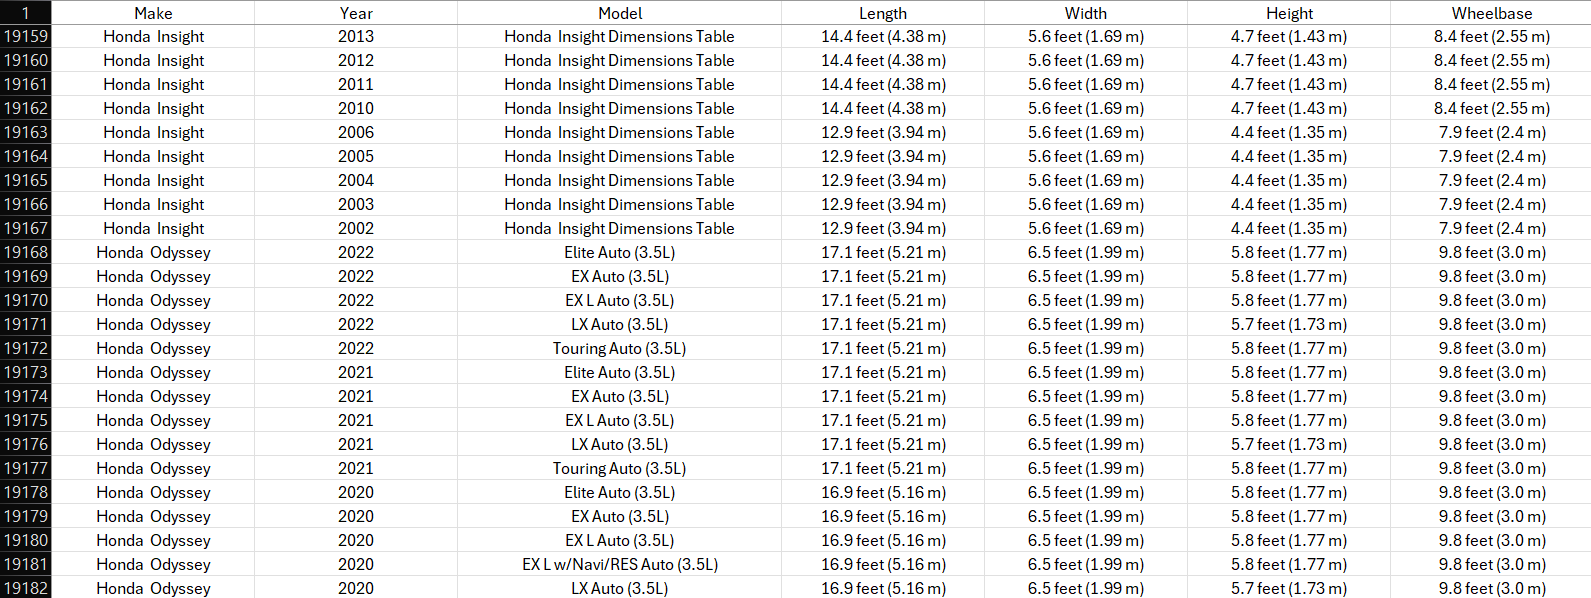 1 Make Year Model Length Width Height Wheelbase
19159 Honda Insight 2013 Honda Insight Dimensions Table 14.4 feet (4.38 m) 5.6 feet (1.69 m) 4.7 feet (1.43 m) 8.4 feet (2.55 m)
19160 Honda Insight 2012 Honda Insight Dimensions Table 14.4 feet (4.38 m) 5.6 feet (1.69 m) 4.7 feet (1.43 m) 8.4 feet (2.55 m)
19161 Honda Insight 2011 Honda Insight Dimensions Table 14.4 feet (4.38 m) 5.6 feet (1.69 m) 4.7 feet (1.43 m) 8.4 feet (2.55 m)
19162 Honda Insight 2010 Honda Insight Dimensions Table 14.4 feet (4.38 m) 5.6 feet (1.69 m) 4.7 feet (1.43 m) 8.4 feet (2.55 m)
19163 Honda Insight 2006 Honda Insight Dimensions Table 12.9 feet (3.94 m) 5.6 feet (1.69 m) 4.4 feet (1.35 m) 7.9 feet (2.4 m)
19164 Honda Insight 2005 Honda Insight Dimensions Table 12.9 feet (3.94 m) 5.6 feet (1.69 m) 4.4 feet (1.35 m) 7.9 feet (2.4 m)
19165 Honda Insight 2004 Honda Insight Dimensions Table 12.9 feet (3.94 m) 5.6 feet (1.69 m) 4.4 feet (1.35 m) 7.9 feet (2.4 m)
19166 Honda Insight 2003 Honda Insight Dimensions Table 12.9 feet (3.94 m) 5.6 feet (1.69 m) 4.4 feet (1.35 m) 7.9 feet (2.4 m)
19167 Honda Insight 2002 Honda Insight Dimensions Table 12.9 feet (3.94 m) 5.6 feet (1.69 m) 4.4 feet (1.35 m) 7.9 feet (2.4 m)
19168 Honda Odyssey 2022 Elite Auto (3.5L) 17.1 feet (5.21 m) 6.5 feet (1.99 m) 5.8 feet (1.77 m) 9.8 feet (3.0 m)
19169 Honda Odyssey 2022 EX Auto (3.5L) 17.1 feet (5.21 m) 6.5 feet (1.99 m) 5.8 feet (1.77 m) 9.8 feet (3.0 m)
19170 Honda Odyssey 2022 EX L Auto (3.5L) 17.1 feet (5.21 m) 6.5 feet (1.99 m) 5.8 feet (1.77 m) 9.8 feet (3.0 m)
19171 Honda Odyssey 2022 LX Auto (3.5L) 17.1 feet (5.21 m) 6.5 feet (1.99 m) 5.7 feet (1.73 m) 9.8 feet (3.0 m)
19172 Honda Odyssey 2022 Touring Auto (3.5L) 17.1 feet (5.21 m) 6.5 feet (1.99 m) 5.8 feet (1.77 m) 9.8 feet (3.0 m)
19173 Honda Odyssey 2021 Elite Auto (3.5L) 17.1 feet (5.21 m) 6.5 feet (1.99 m) 5.8 feet (1.77 m) 9.8 feet (3.0 m)
19174 Honda Odyssey 2021 EX Auto (3.5L) 17.1 feet (5.21 m) 6.5 feet (1.99 m) 5.8 feet (1.77 m) 9.8 feet (3.0 m)
19175 Honda Odyssey 2021 EX L Auto (3.5L) 17.1 feet (5.21 m) 6.5 feet (1.99 m) 5.8 feet (1.77 m) 9.8 feet (3.0 m)
19176 Honda Odyssey 2021 LX Auto (3.5L) 17.1 feet (5.21 m) 6.5 feet (1.99 m) 5.7 feet (1.73 m) 9.8 feet (3.0 m)
19177 Honda Odyssey 2021 Touring Auto (3.5L) 17.1 feet (5.21 m) 6.5 feet (1.99 m) 5.8 feet (1.77 m) 9.8 feet (3.0 m)
19178 Honda Odyssey 2020 Elite Auto (3.5L) 16.9 feet (5.16 m) 6.5 feet (1.99 m) 5.8 feet (1.77 m) 9.8 feet (3.0 m)
19179 Honda Odyssey 2020 EX Auto (3.5L) 16.9 feet (5.16 m) 6.5 feet (1.99 m) 5.8 feet (1.77 m) 9.8 feet (3.0 m)
19180 Honda Odyssey 2020 EX L Auto (3.5L) 16.9 feet (5.16 m) 6.5 feet (1.99 m) 5.8 feet (1.77 m) 9.8 feet (3.0 m)
19181 Honda Odyssey 2020 EX L w/Navi/RES Auto (3.5L) 16.9 feet (5.16 m) 6.5 feet (1.99 m) 5.8 feet (1.77 m) 9.8 feet (3.0 m)
19182 Honda Odyssey 2020 LX Auto (3.5L) 16.9 feet (5.16 m) 6.5 feet (1.99 m) 5.7 feet (1.73 m) 9.8 feet (3.0 m)